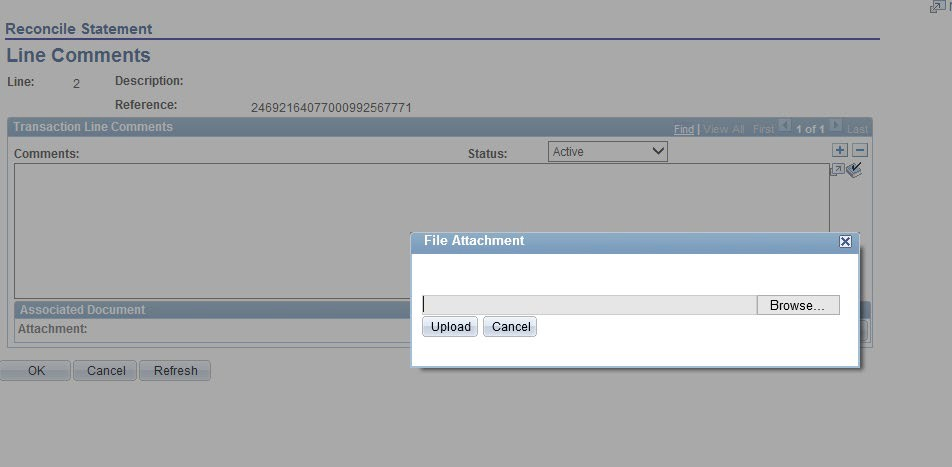 Reconcile Statement
Line Comments
Line: 2 Description:
Reference: 24692164077000992567771
Transaction Line Comments Find | View All First 1 of 1 Last
Comments: Status: Active
File Attachment
Browse...
Upload Cancel
Associated Document
Attachment:
OK Cancel Refresh